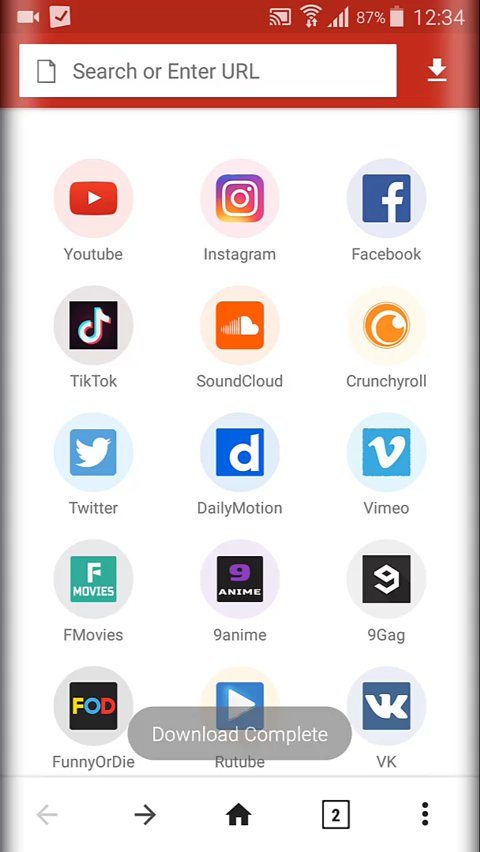 87% 12:34
Search or Enter URL
Youtube Instagram Facebook
TikTok SoundCloud Crunchyroll
d
Twitter DailyMotion Vimeo
F
MOVIES
9
ANIME
9
FMovies 9anime 9Gag
FOD
FunnyOrDie Rutube VK
Download Complete
2